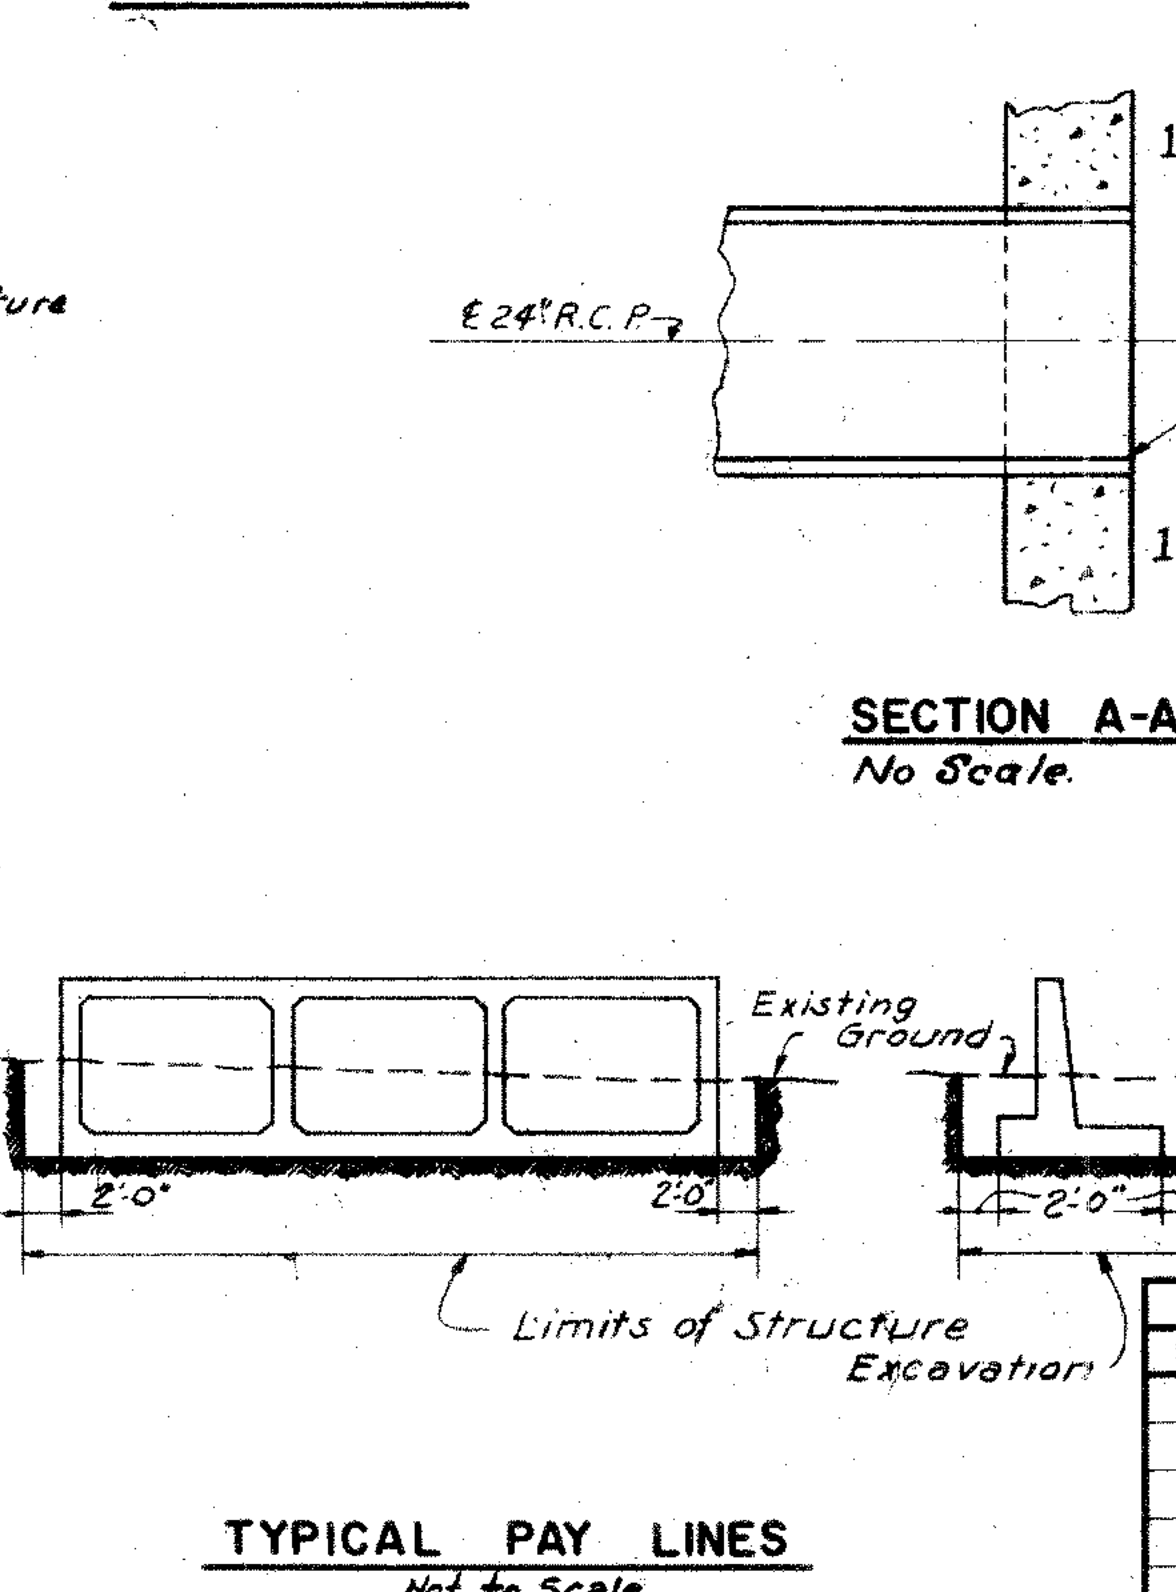 1
ture
℄ 24" R.C.P.
1
SECTION A-A
No Scale.
Existing
Ground
2'-0"
2'-0"
2'-0"
Limits of Structure
Excavation
TYPICAL PAY LINES
Not to Scale